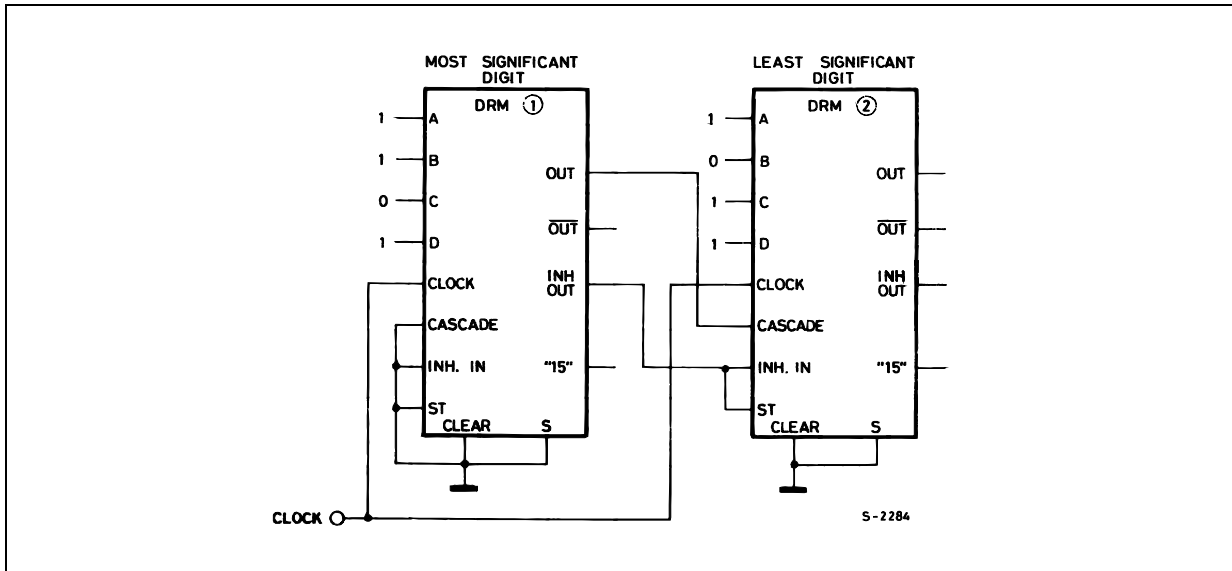 MOST SIGNIFICANT
DIGIT
DRM ①
1 A
1 B
0 C
1 D
CLOCK
CASCADE
INH. IN
ST
CLEAR
S
OUT
O̅U̅T̅
INH
OUT
"15"
LEAST SIGNIFICANT
DIGIT
DRM ②
1 A
0 B
1 C
1 D
CLOCK
CASCADE
INH. IN
ST
CLEAR
S
OUT
O̅U̅T̅
INH
OUT
"15"
CLOCK
S-2284